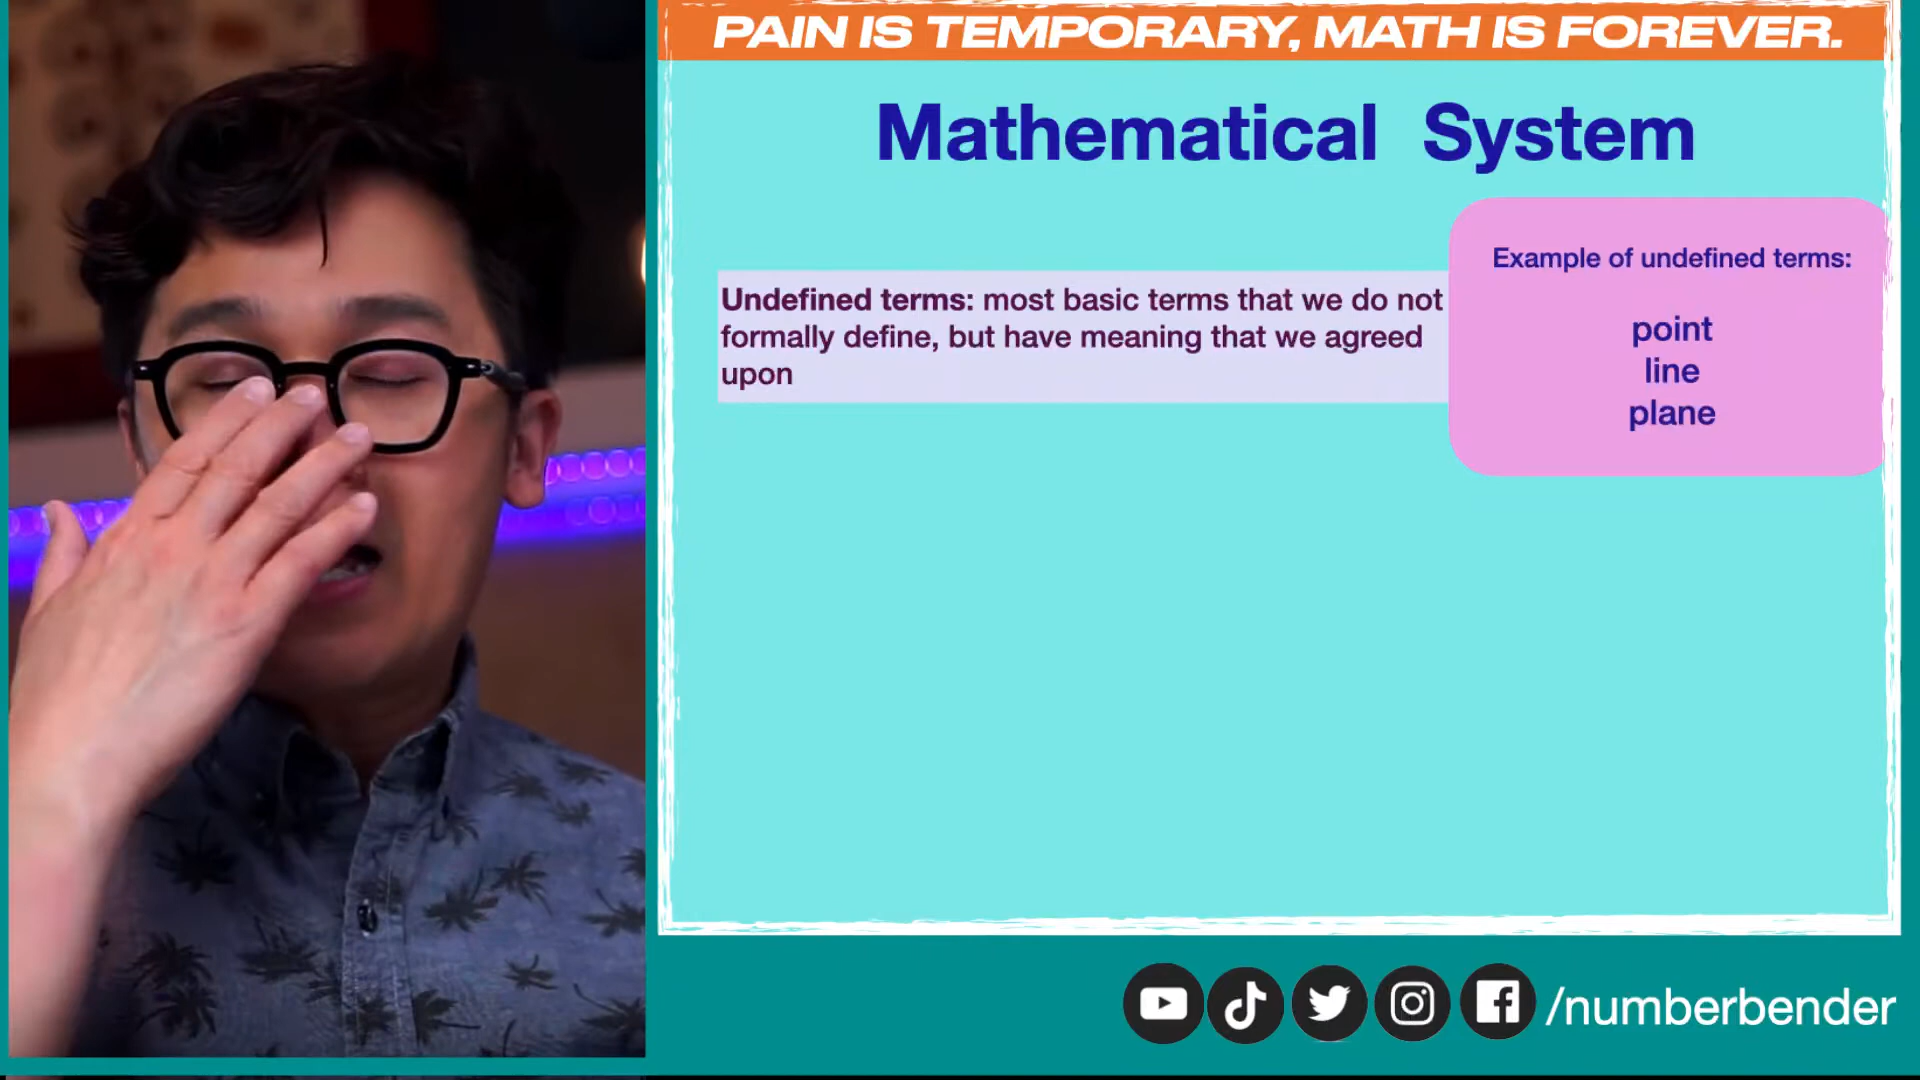 PAIN IS TEMPORARY, MATH IS FOREVER.
Mathematical System
Undefined terms: most basic terms that we do not
formally define, but have meaning that we agreed
upon
Example of undefined terms:
point
line
plane
/numberbender